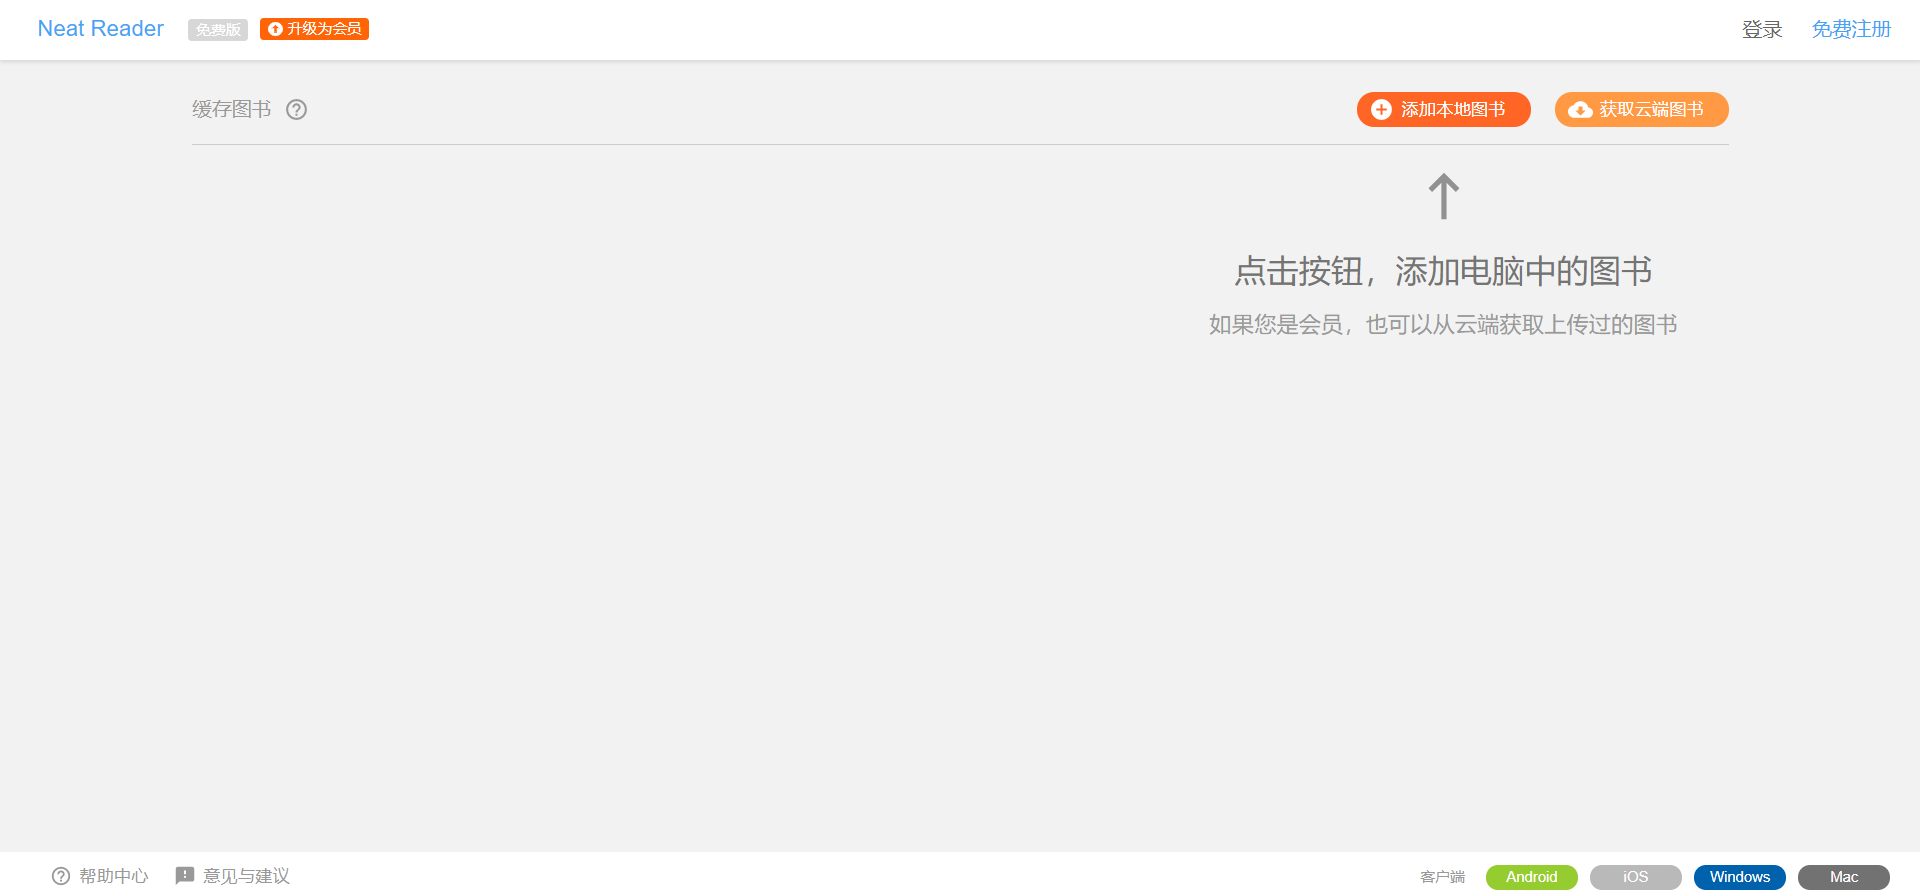 Neat Reader 免费版 升级为会员 登录 免费注册
缓存图书 添加本地图书 获取云端图书
点击按钮，添加电脑中的图书
如果您是会员，也可以从云端获取上传过的图书
帮助中心 意见与建议 客户端 Android iOS Windows Mac